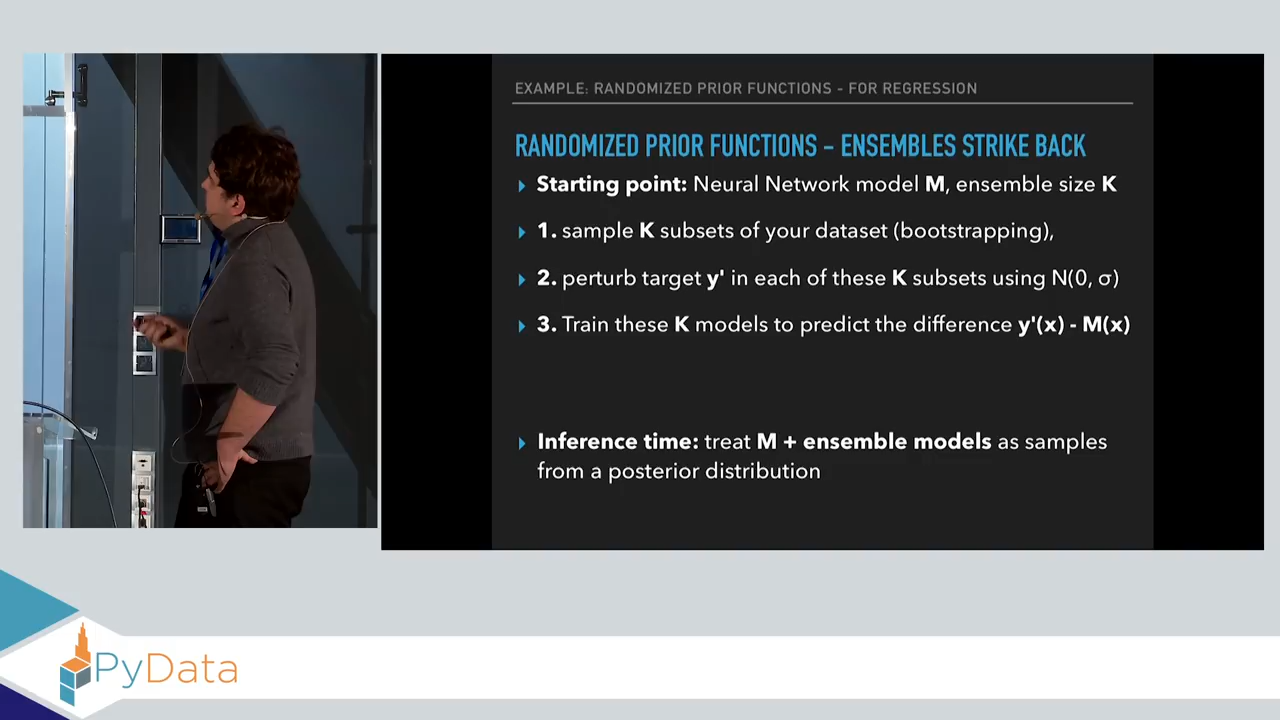 EXAMPLE: RANDOMIZED PRIOR FUNCTIONS - FOR REGRESSION
RANDOMIZED PRIOR FUNCTIONS - ENSEMBLES STRIKE BACK
Starting point: Neural Network model M, ensemble size K
1. sample K subsets of your dataset (bootstrapping),
2. perturb target y' in each of these K subsets using N(0, σ)
3. Train these K models to predict the difference y'(x) - M(x)
Inference time: treat M + ensemble models as samples
from a posterior distribution
PyData